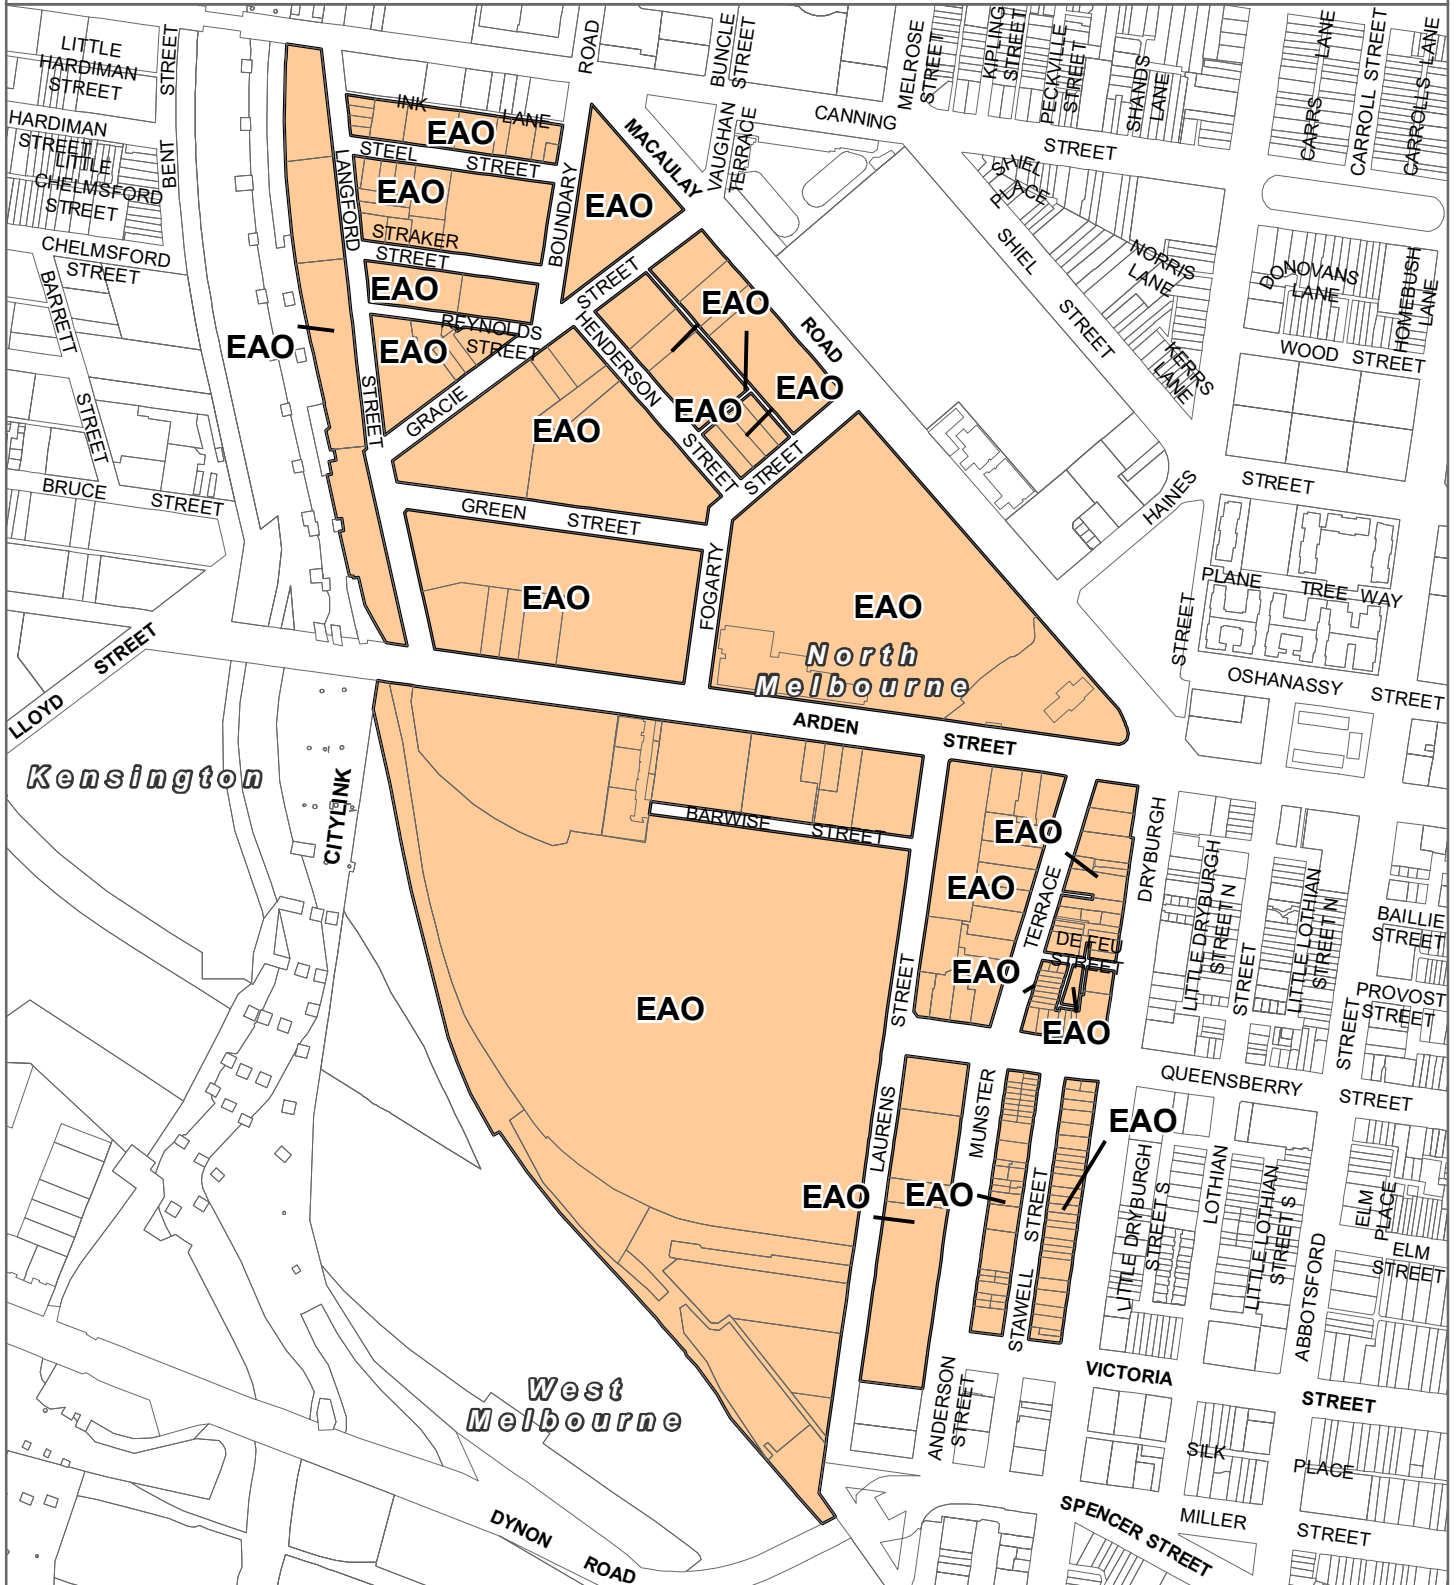 LITTLE
HARDIMAN
STREET
STREET
ROAD
BUNCLE
STREET
MELROSE
STREET
KIPLING
STREET
PECKVILLE
STREET
SHANDS
LANE
CARRS
LANE
CARROLL STREET
CARROLLS LANE
HARDIMAN
STREET
LITTLE
CHELMSFORD
STREET
BENT
INK LANE
EAO
STEEL STREET
MACAULAY
VAUGHAN
TERRACE
CANNING
STREET
SHIEL
PLACE
LANGFORD
EAO
EAO
BOUNDARY
STRAKER
STREET
CHELMSFORD
STREET
BARRETT
STREET
EAO
STREET
SHIEL
STREET
NORRIS
LANE
DONOVANS
LANE
HOMEBUSH
LANE
EAO
REYNOLDS
STREET
HENDERSON
EAO
ROAD
EAO
EAO
WOOD STREET
KERRS
LANE
STREET
GRACIE
EAO
EAO
STREET
STREET
BRUCE STREET
GREEN STREET
HAINES
STREET
FOGARTY
EAO
EAO
PLANE TREE WAY
STREET
LLOYD STREET
North
Melbourne
OSHANASSY STREET
ARDEN STREET
Kensington
CITYLINK
BARWISE STREET
EAO
DRYBURGH
EAO
TERRACE
LITTLE DRYBURGH
STREET N
LITTLE LOTHIAN
STREET N
BAILLIE
STREET
DE FEU
STREET
EAO
STREET
STREET
EAO
EAO
PROVOST
STREET
STREET
QUEENSBERRY STREET
LAURENS
MUNSTER
EAO
EAO
EAO
STREET
STAWELL
LITTLE DRYBURGH
STREET S
LOTHIAN
LITTLE LOTHIAN
STREET S
ABBOTSFORD
ELM
PLACE
ELM
STREET
West
Melbourne
ANDERSON
STREET
VICTORIA STREET
SILK PLACE
DYNON ROAD
SPENCER STREET
MILLER STREET